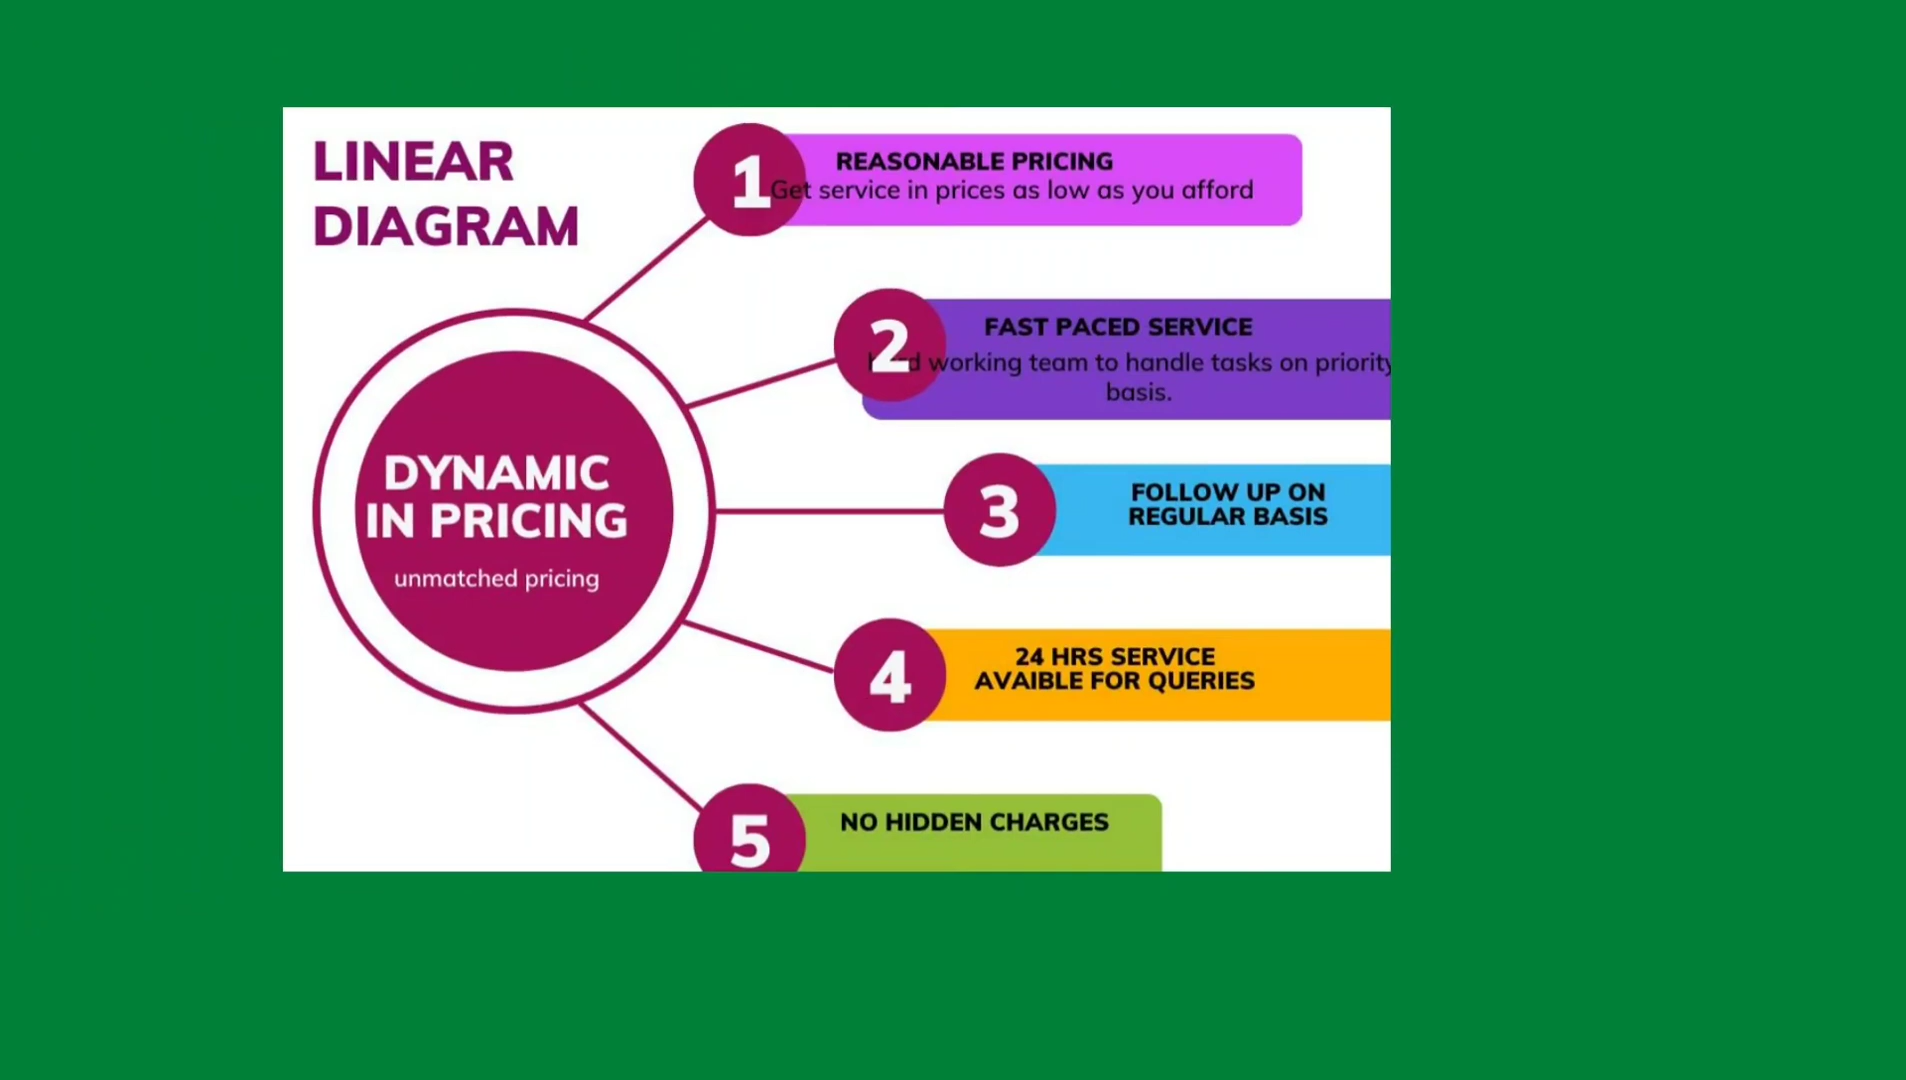 LINEAR
DIAGRAM
1
REASONABLE PRICING
Get service in prices as low as you afford
2
FAST PACED SERVICE
working team to handle tasks on priority
basis.
DYNAMIC
IN PRICING
unmatched pricing
3
FOLLOW UP ON
REGULAR BASIS
4
24 HRS SERVICE
AVAIBLE FOR QUERIES
5
NO HIDDEN CHARGES